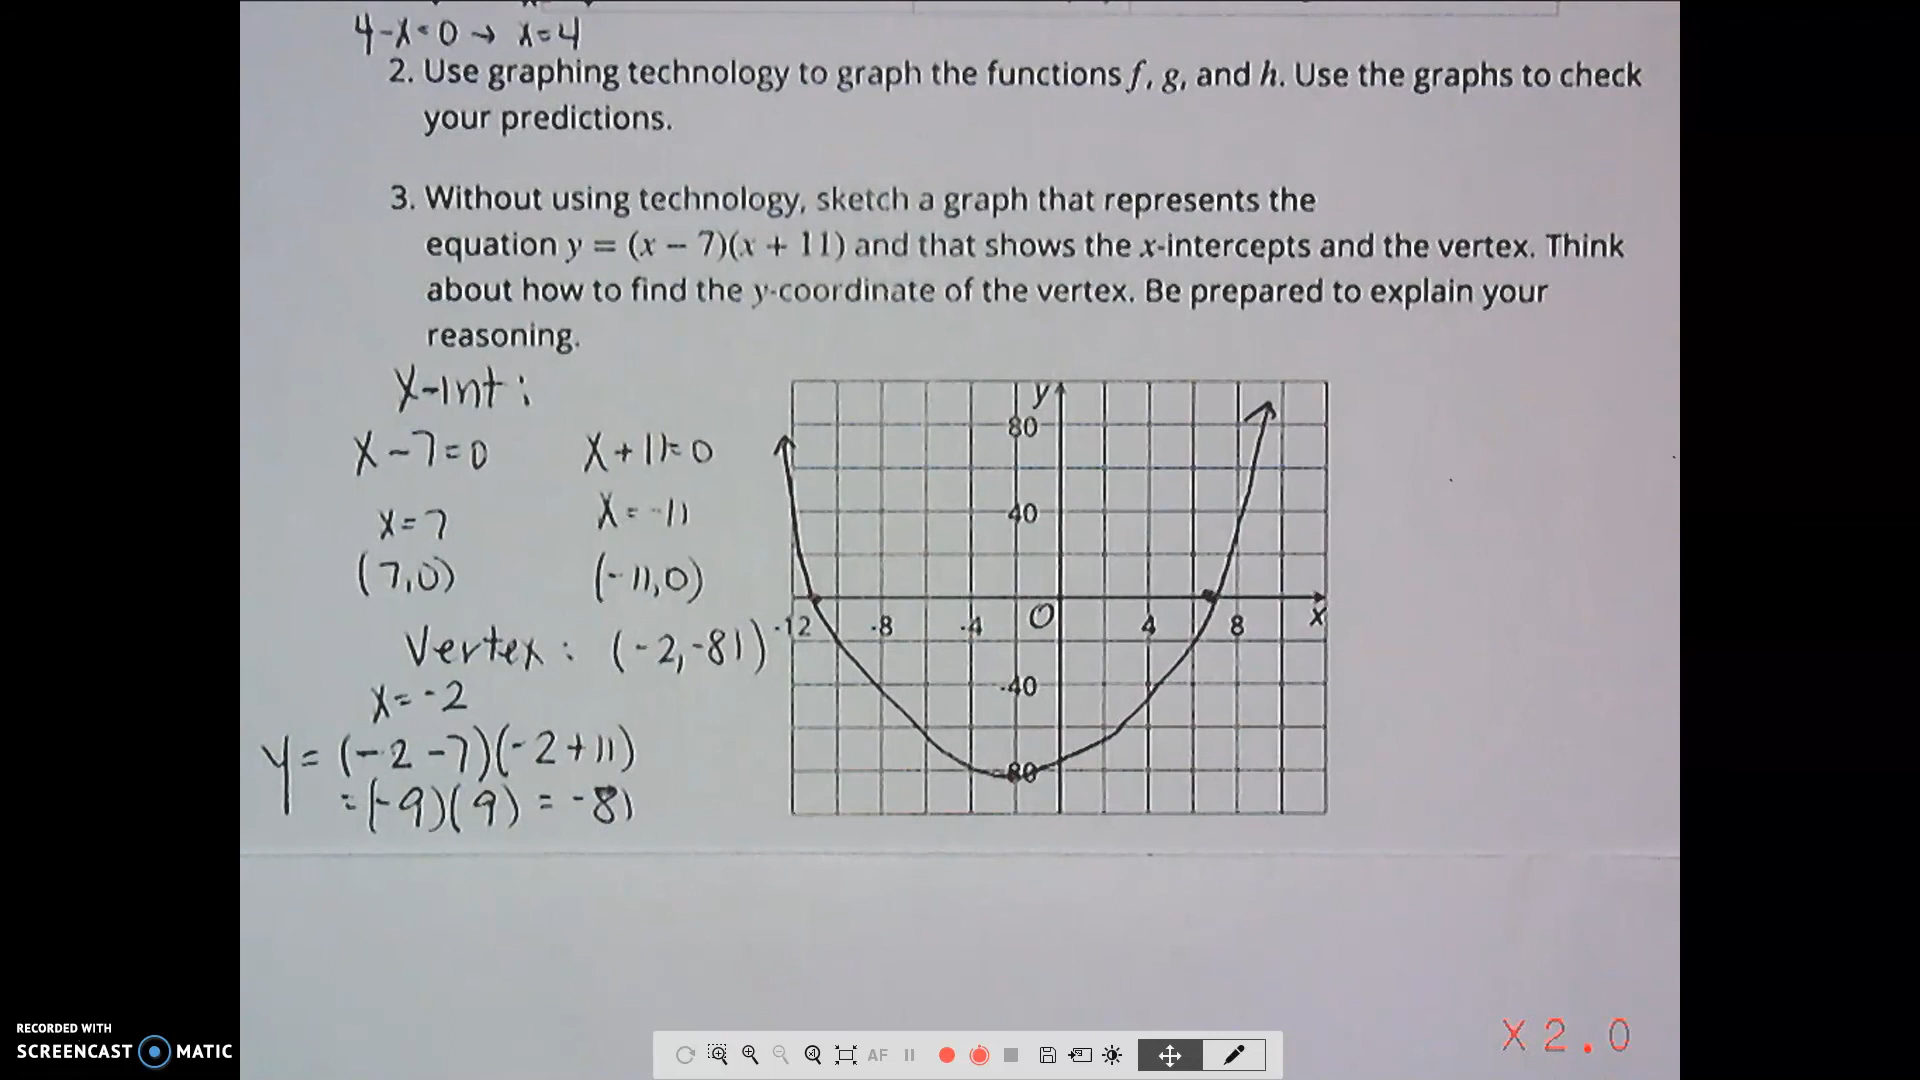 4-x=0 → x=4
2. Use graphing technology to graph the functions f, g, and h. Use the graphs to check
your predictions.
3. Without using technology, sketch a graph that represents the
equation y = (x − 7)(x + 11) and that shows the x-intercepts and the vertex. Think
about how to find the y-coordinate of the vertex. Be prepared to explain your
reasoning.
X-int:
x-7=0 x+11=0
x=7 x=-11
(7,0) (-11,0)
Vertex: (-2,-81)
x=-2
y=(-2-7)(-2+11)
=(-9)(9)=-81
y
80
40
O
-12 -8 -4 4 8 x
-40
-80
RECORDED WITH
SCREENCAST MATIC
AF
X2.0